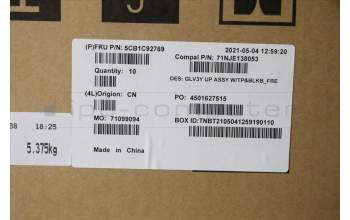 (P)FRU P/N: 5CB1C92769
2021-05-04 12:59:20
Compal P/N: 71NJE138053
Quantity: 10
DES: GLV3Y UP ASSY W/TP&BLKB_FRE
(4L)Origion: CN
PO: 4501627515
MO: 71099094
BOX ID:TNBT2105041259190110
Made in China
18:25
5.375kg